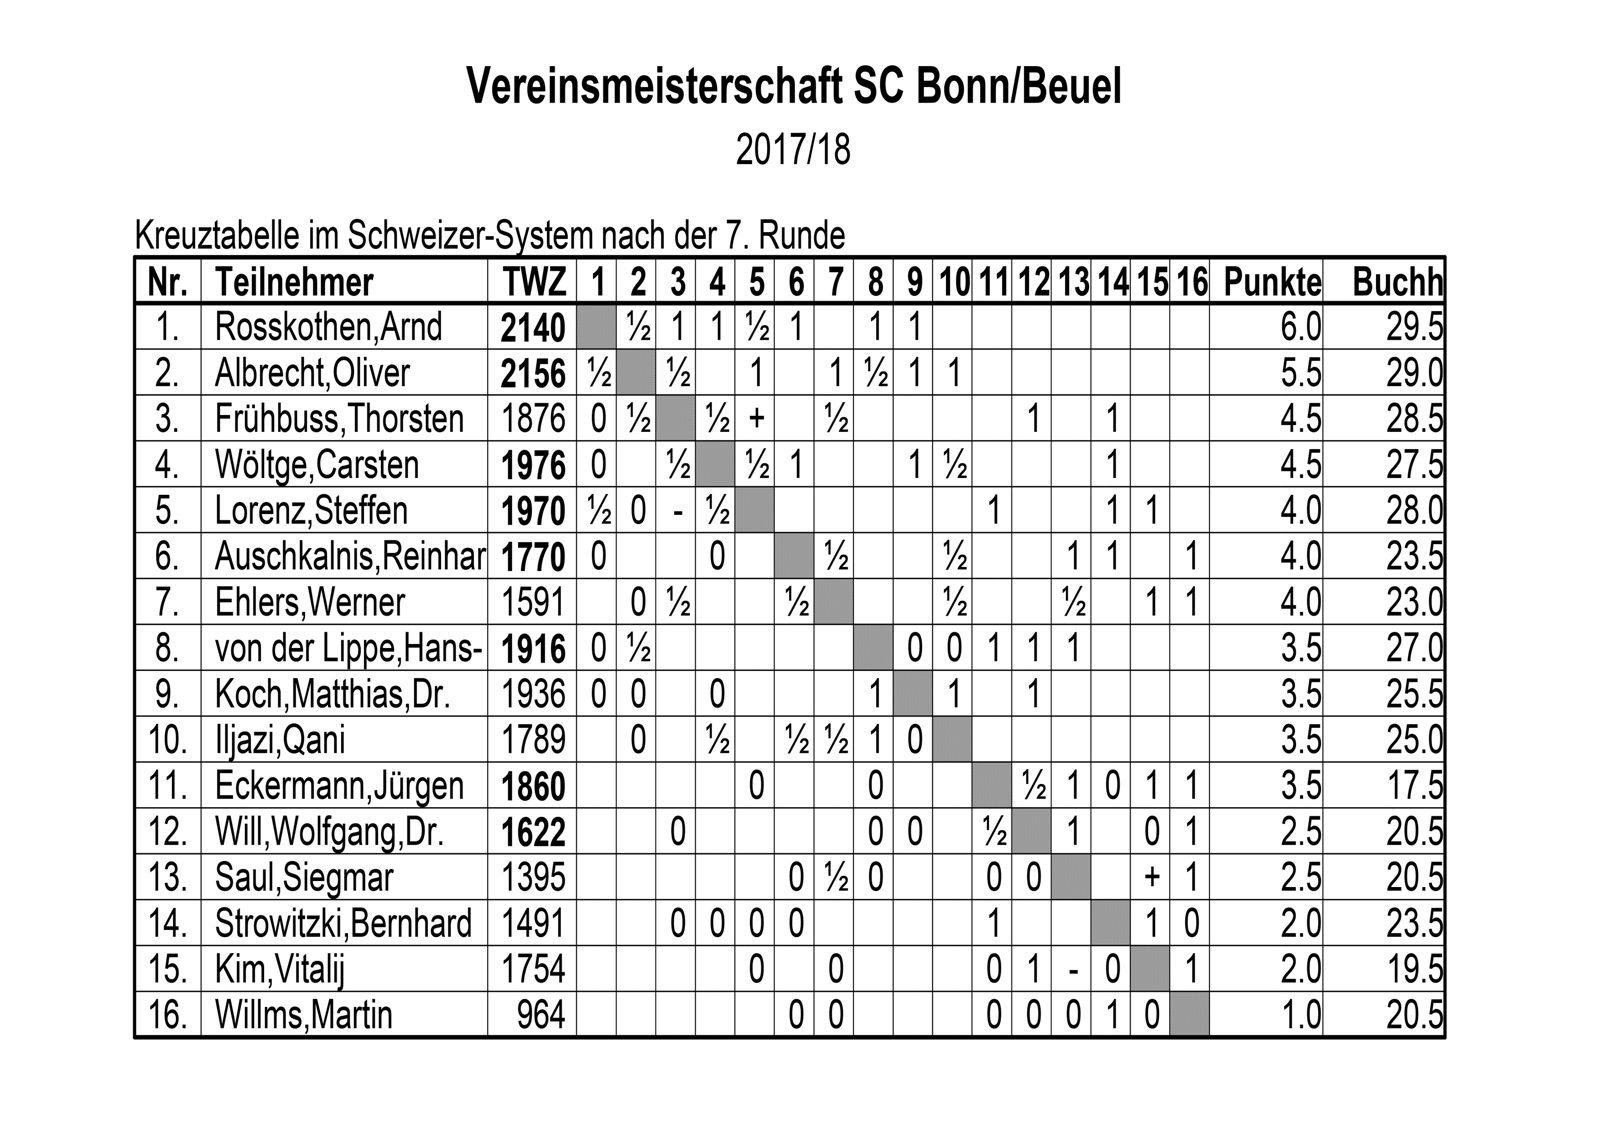 Vereinsmeisterschaft SC Bonn/Beuel
2017/18
Kreuztabelle im Schweizer-System nach der 7. Runde
Nr. Teilnehmer TWZ 1 2 3 4 5 6 7 8 9 10 11 12 13 14 15 16 Punkte Buchh
1. Rosskothen,Arnd 2140 ½ 1 1 ½ 1 1 1 6.0 29.5
2. Albrecht,Oliver 2156 ½ ½ 1 1 ½ 1 1 5.5 29.0
3. Frühbuss,Thorsten 1876 0 ½ ½ + ½ 1 1 4.5 28.5
4. Wöltge,Carsten 1976 0 ½ ½ 1 1 ½ 1 4.5 27.5
5. Lorenz,Steffen 1970 ½ 0 - ½ 1 1 1 4.0 28.0
6. Auschkalnis,Reinhar 1770 0 0 ½ ½ 1 1 1 4.0 23.5
7. Ehlers,Werner 1591 0 ½ ½ ½ ½ 1 1 4.0 23.0
8. von der Lippe,Hans- 1916 0 ½ 0 0 1 1 1 3.5 27.0
9. Koch,Matthias,Dr. 1936 0 0 0 1 1 1 3.5 25.5
10. Iljazi,Qani 1789 0 ½ ½ ½ 1 0 3.5 25.0
11. Eckermann,Jürgen 1860 0 0 ½ 1 0 1 1 3.5 17.5
12. Will,Wolfgang,Dr. 1622 0 0 0 ½ 1 0 1 2.5 20.5
13. Saul,Siegmar 1395 0 ½ 0 0 0 + 1 2.5 20.5
14. Strowitzki,Bernhard 1491 0 0 0 0 1 1 0 2.0 23.5
15. Kim,Vitalij 1754 0 0 0 1 - 0 1 2.0 19.5
16. Willms,Martin 964 0 0 0 0 0 1 0 1.0 20.5